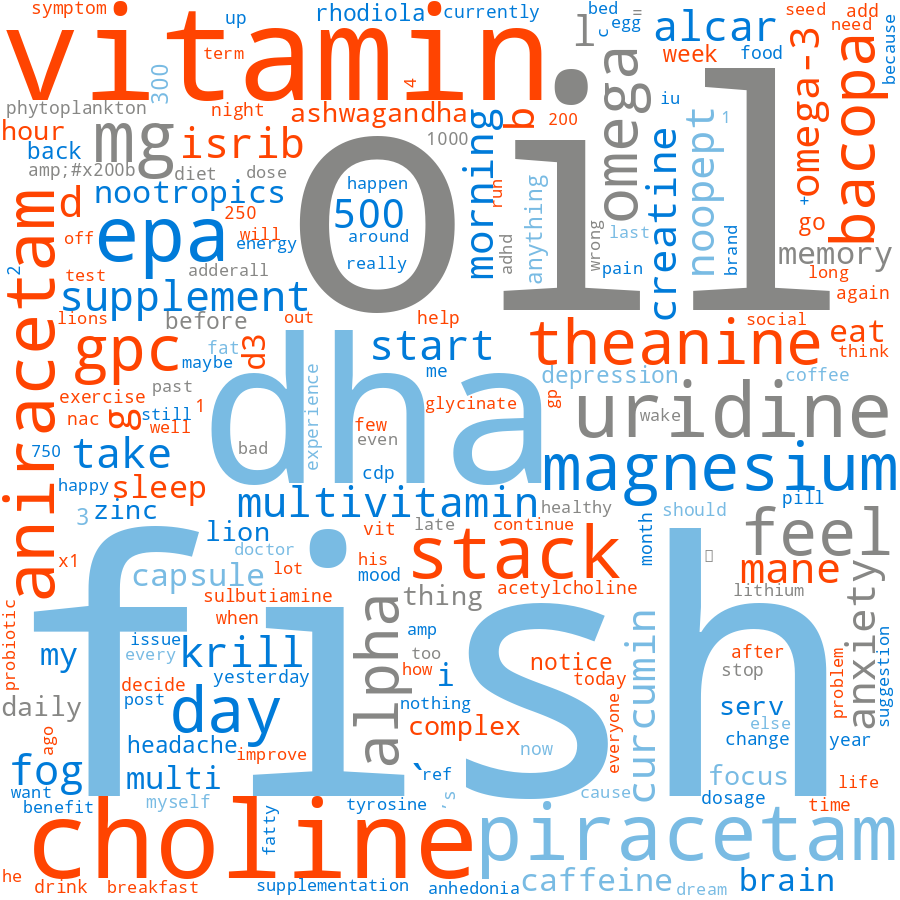 symptom
up
rhodiola
currently
bed
c
egg
=
seed
add
vitamin
term
4
l
alcar
week
food
omega-3
need
because
phytoplankton
300
night
ashwagandha
b
200
iu
1
hour
mg
isrib
1000
morning
oil
omega
creatine
noopept
bacopa
back
amp;#x200b
diet
dose
happen
run
d
nootropics
250
500
around
really
anything
adhd
wrong
last
pain
brand
+
go
memory
long
again
off
epa
will
energy
2
test
adderall
supplement
lions
before
out
help
social
aniracetam
gpc
fat
maybe
d3
start
me
theanine
eat
think
exercise
past
nac
g
still
well
1
dha
experience
bad
few
even
glycinate
gp
depression
coffee
uridine
wake
750
take
cdp
magnesium
happy
sleep
multivitamin
healthy
pill
3
zinc
lion
vit
late
continue
should
month
feel
x1
doctor
his
lot
mood
stack
acetylcholine
capsule
sulbutiamine
when
alpha
thing
mane
lithium
anxiety
probiotic
fish
my
issue
every
krill
yesterday
amp
too
how
i
notice
today
curcumin
after
stop
problem
suggestion
daily
decide
post
day
nothing
complex
everyone
serv
else
change
year
ago
headache
improve
now
fog
multi
`
ref
's
cause
focus
dosage
life
want
benefit
myself
fatty
tyrosine
time
choline
piracetam
he
drink
breakfast
supplementation
anhedonia
caffeine
dream
brain